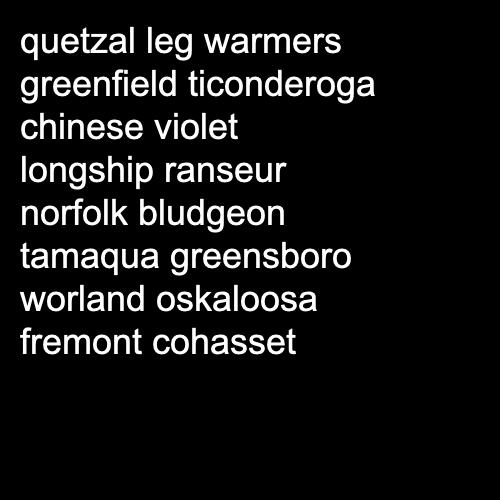 quetzal leg warmers
greenfield ticonderoga
chinese violet
longship ranseur
norfolk bludgeon
tamaqua greensboro
worland oskaloosa
fremont cohasset